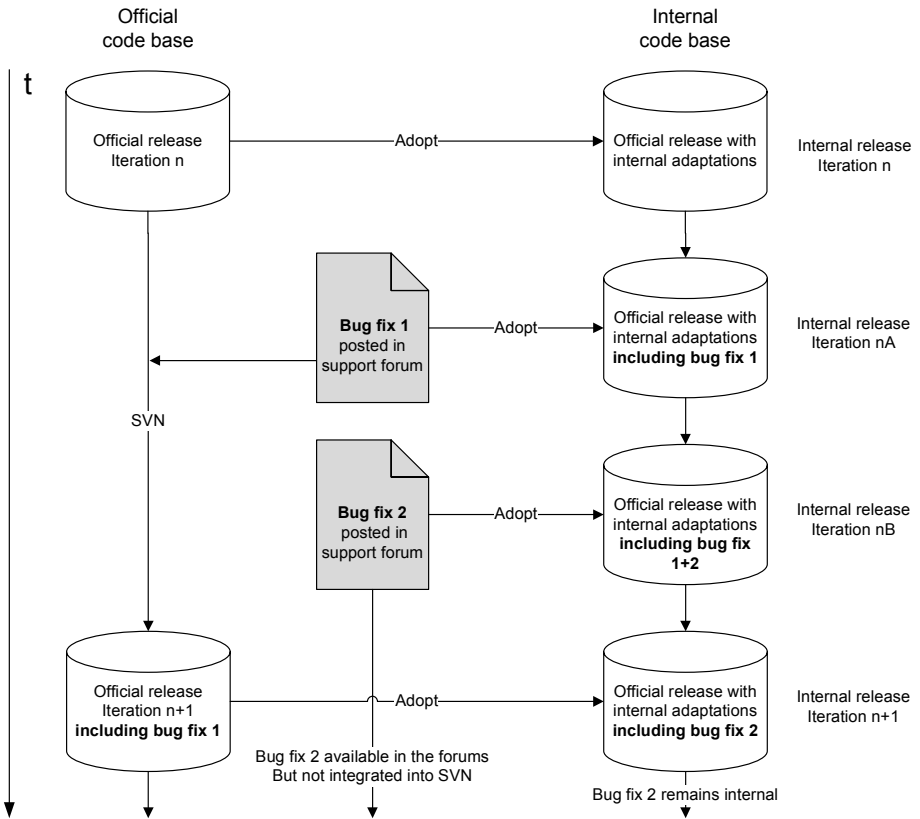 Official
code base
Internal
code base
t
Official release
Iteration n
Adopt
Official release with
internal adaptations
Internal release
Iteration n
Bug fix 1
posted in
support forum
Adopt
Official release with
internal adaptations
including bug fix 1
Internal release
Iteration nA
SVN
Bug fix 2
posted in
support forum
Adopt
Official release with
internal adaptations
including bug fix
1+2
Internal release
Iteration nB
Official release
Iteration n+1
including bug fix 1
Adopt
Official release with
internal adaptations
including bug fix 2
Internal release
Iteration n+1
Bug fix 2 available in the forums
But not integrated into SVN
Bug fix 2 remains internal